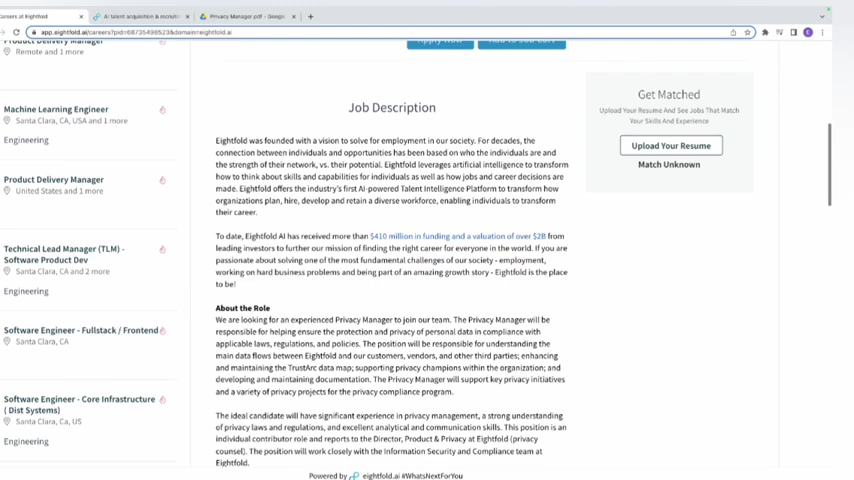 Careers at Eightfold
AI talent acquisition & recruit
Privacy Manager.pdf - Google
app.eightfold.ai/careers?pid=68735498523&domain=eightfold.ai
Product Delivery Manager
Remote and 1 more
Machine Learning Engineer
Santa Clara, CA, USA and 1 more
Engineering
Product Delivery Manager
United States and 1 more
Technical Lead Manager (TLM) -
Software Product Dev
Santa Clara, CA and 2 more
Engineering
Software Engineer - Fullstack / Frontend
Santa Clara, CA
Software Engineer - Core Infrastructure
( Dist Systems)
Santa Clara, Ca, US
Engineering
Job Description
Eightfold was founded with a vision to solve for employment in our society. For decades, the
connection between individuals and opportunities has been based on who the individuals are and
the strength of their network, vs. their potential. Eightfold leverages artificial intelligence to transform
how to think about skills and capabilities for individuals as well as how jobs and career decisions are
made. Eightfold offers the industry's first AI-powered Talent Intelligence Platform to transform how
organizations plan, hire, develop and retain a diverse workforce, enabling individuals to transform
their career.
To date, Eightfold AI has received more than $410 million in funding and a valuation of over $2B from
leading investors to further our mission of finding the right career for everyone in the world. If you are
passionate about solving one of the most fundamental challenges of our society - employment,
working on hard business problems and being part of an amazing growth story - Eightfold is the place
to be!
About the Role
We are looking for an experienced Privacy Manager to join our team. The Privacy Manager will be
responsible for helping ensure the protection and privacy of personal data in compliance with
applicable laws, regulations, and policies. The position will be responsible for understanding the
main data flows between Eightfold and our customers, vendors, and other third parties; enhancing
and maintaining the TrustArc data map; supporting privacy champions within the organization; and
developing and maintaining documentation. The Privacy Manager will support key privacy initiatives
and a variety of privacy projects for the privacy compliance program.
The ideal candidate will have significant experience in privacy management, a strong understanding
of privacy laws and regulations, and excellent analytical and communication skills. This position is an
individual contributor role and reports to the Director, Product & Privacy at Eightfold (privacy
counsel). The position will work closely with the Information Security and Compliance team at
Eightfold.
Get Matched
Upload Your Resume And See Jobs That Match
Your Skills And Experience
Upload Your Resume
Match Unknown
Powered by eightfold.ai #WhatsNextForYou